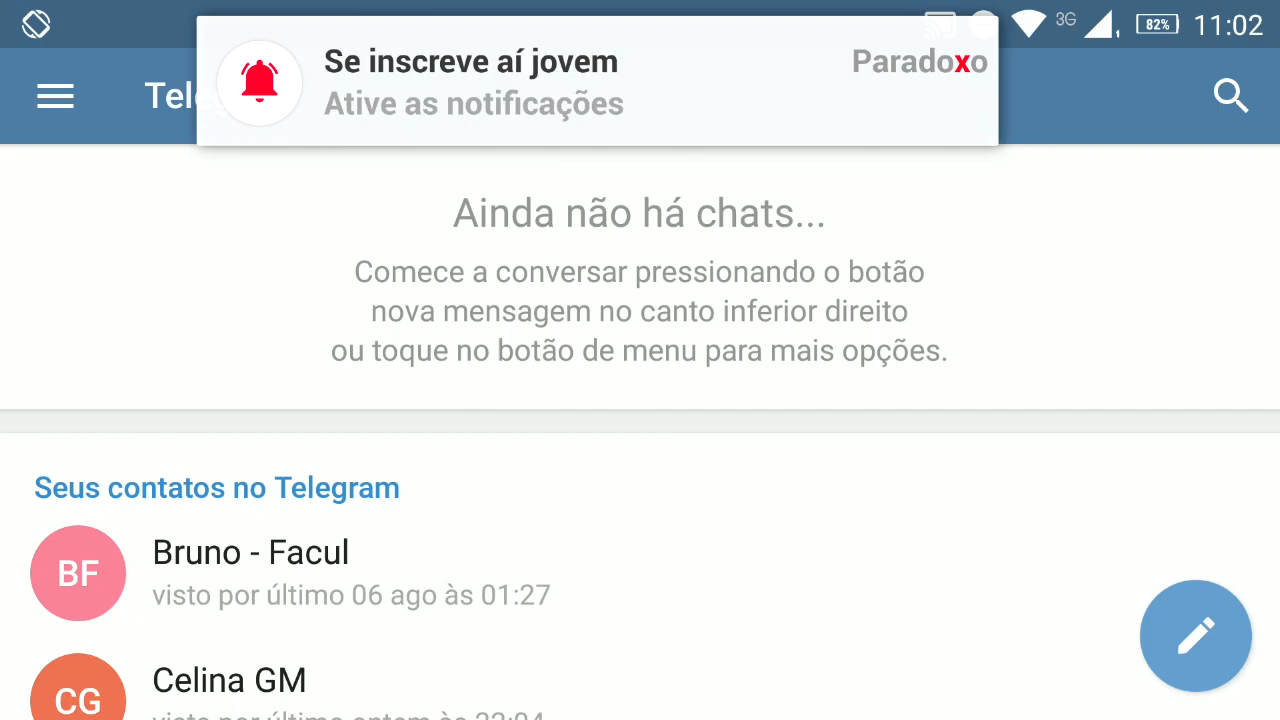 3G
82%
11:02
Se inscreve aí jovem
Paradoxo
Ative as notificações
Ainda não há chats...
Comece a conversar pressionando o botão
nova mensagem no canto inferior direito
ou toque no botão de menu para mais opções.
Seus contatos no Telegram
BF
Bruno - Facul
visto por último 06 ago às 01:27
CG
Celina GM